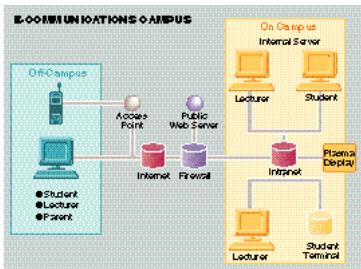 E-COMMUNICATIONS CAMPUS
On Campus
Internal Server
Off-Campus
Lecturer
Student
Access
Point
Public
Web Server
Internet
Firewall
Intranet
Plasma
Display
●Student
●Lecturer
●Parent
Lecturer
Student
Terminal